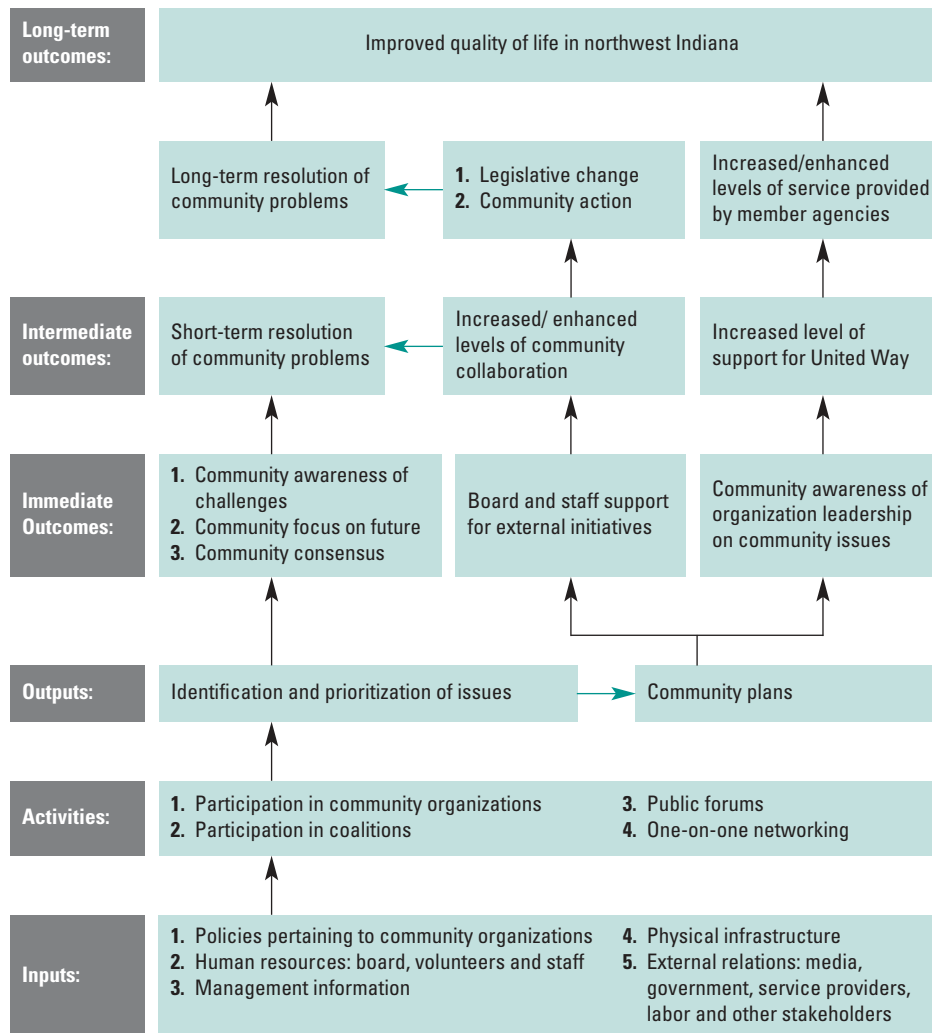 Long-term
outcomes:
Improved quality of life in northwest Indiana
Long-term resolution of
community problems
1. Legislative change
2. Community action
Increased/enhanced
levels of service provided
by member agencies
Intermediate
outcomes:
Short-term resolution
of community problems
Increased/ enhanced
levels of community
collaboration
Increased level of
support for United Way
Immediate
Outcomes:
1. Community awareness of
challenges
2. Community focus on future
3. Community consensus
Board and staff support
for external initiatives
Community awareness of
organization leadership
on community issues
Outputs:
Identification and prioritization of issues
Community plans
Activities:
1. Participation in community organizations
2. Participation in coalitions
3. Public forums
4. One-on-one networking
Inputs:
1. Policies pertaining to community organizations
2. Human resources: board, volunteers and staff
3. Management information
4. Physical infrastructure
5. External relations: media,
government, service providers,
labor and other stakeholders